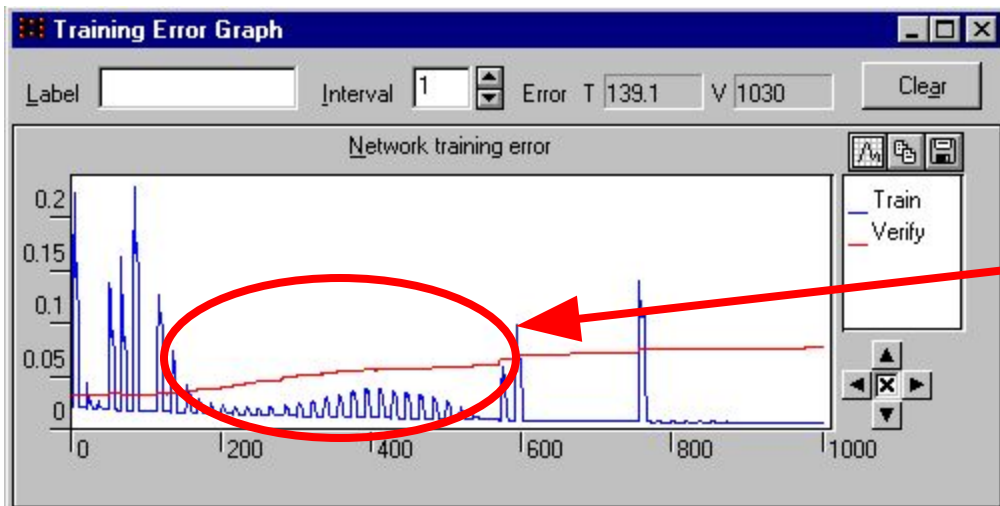 Training Error Graph
Label Interval 1 Error T 139.1 V 1030 Clear
Network training error
Train
Verify
0.2
0.15
0.1
0.05
0
0 200 400 600 800 1000